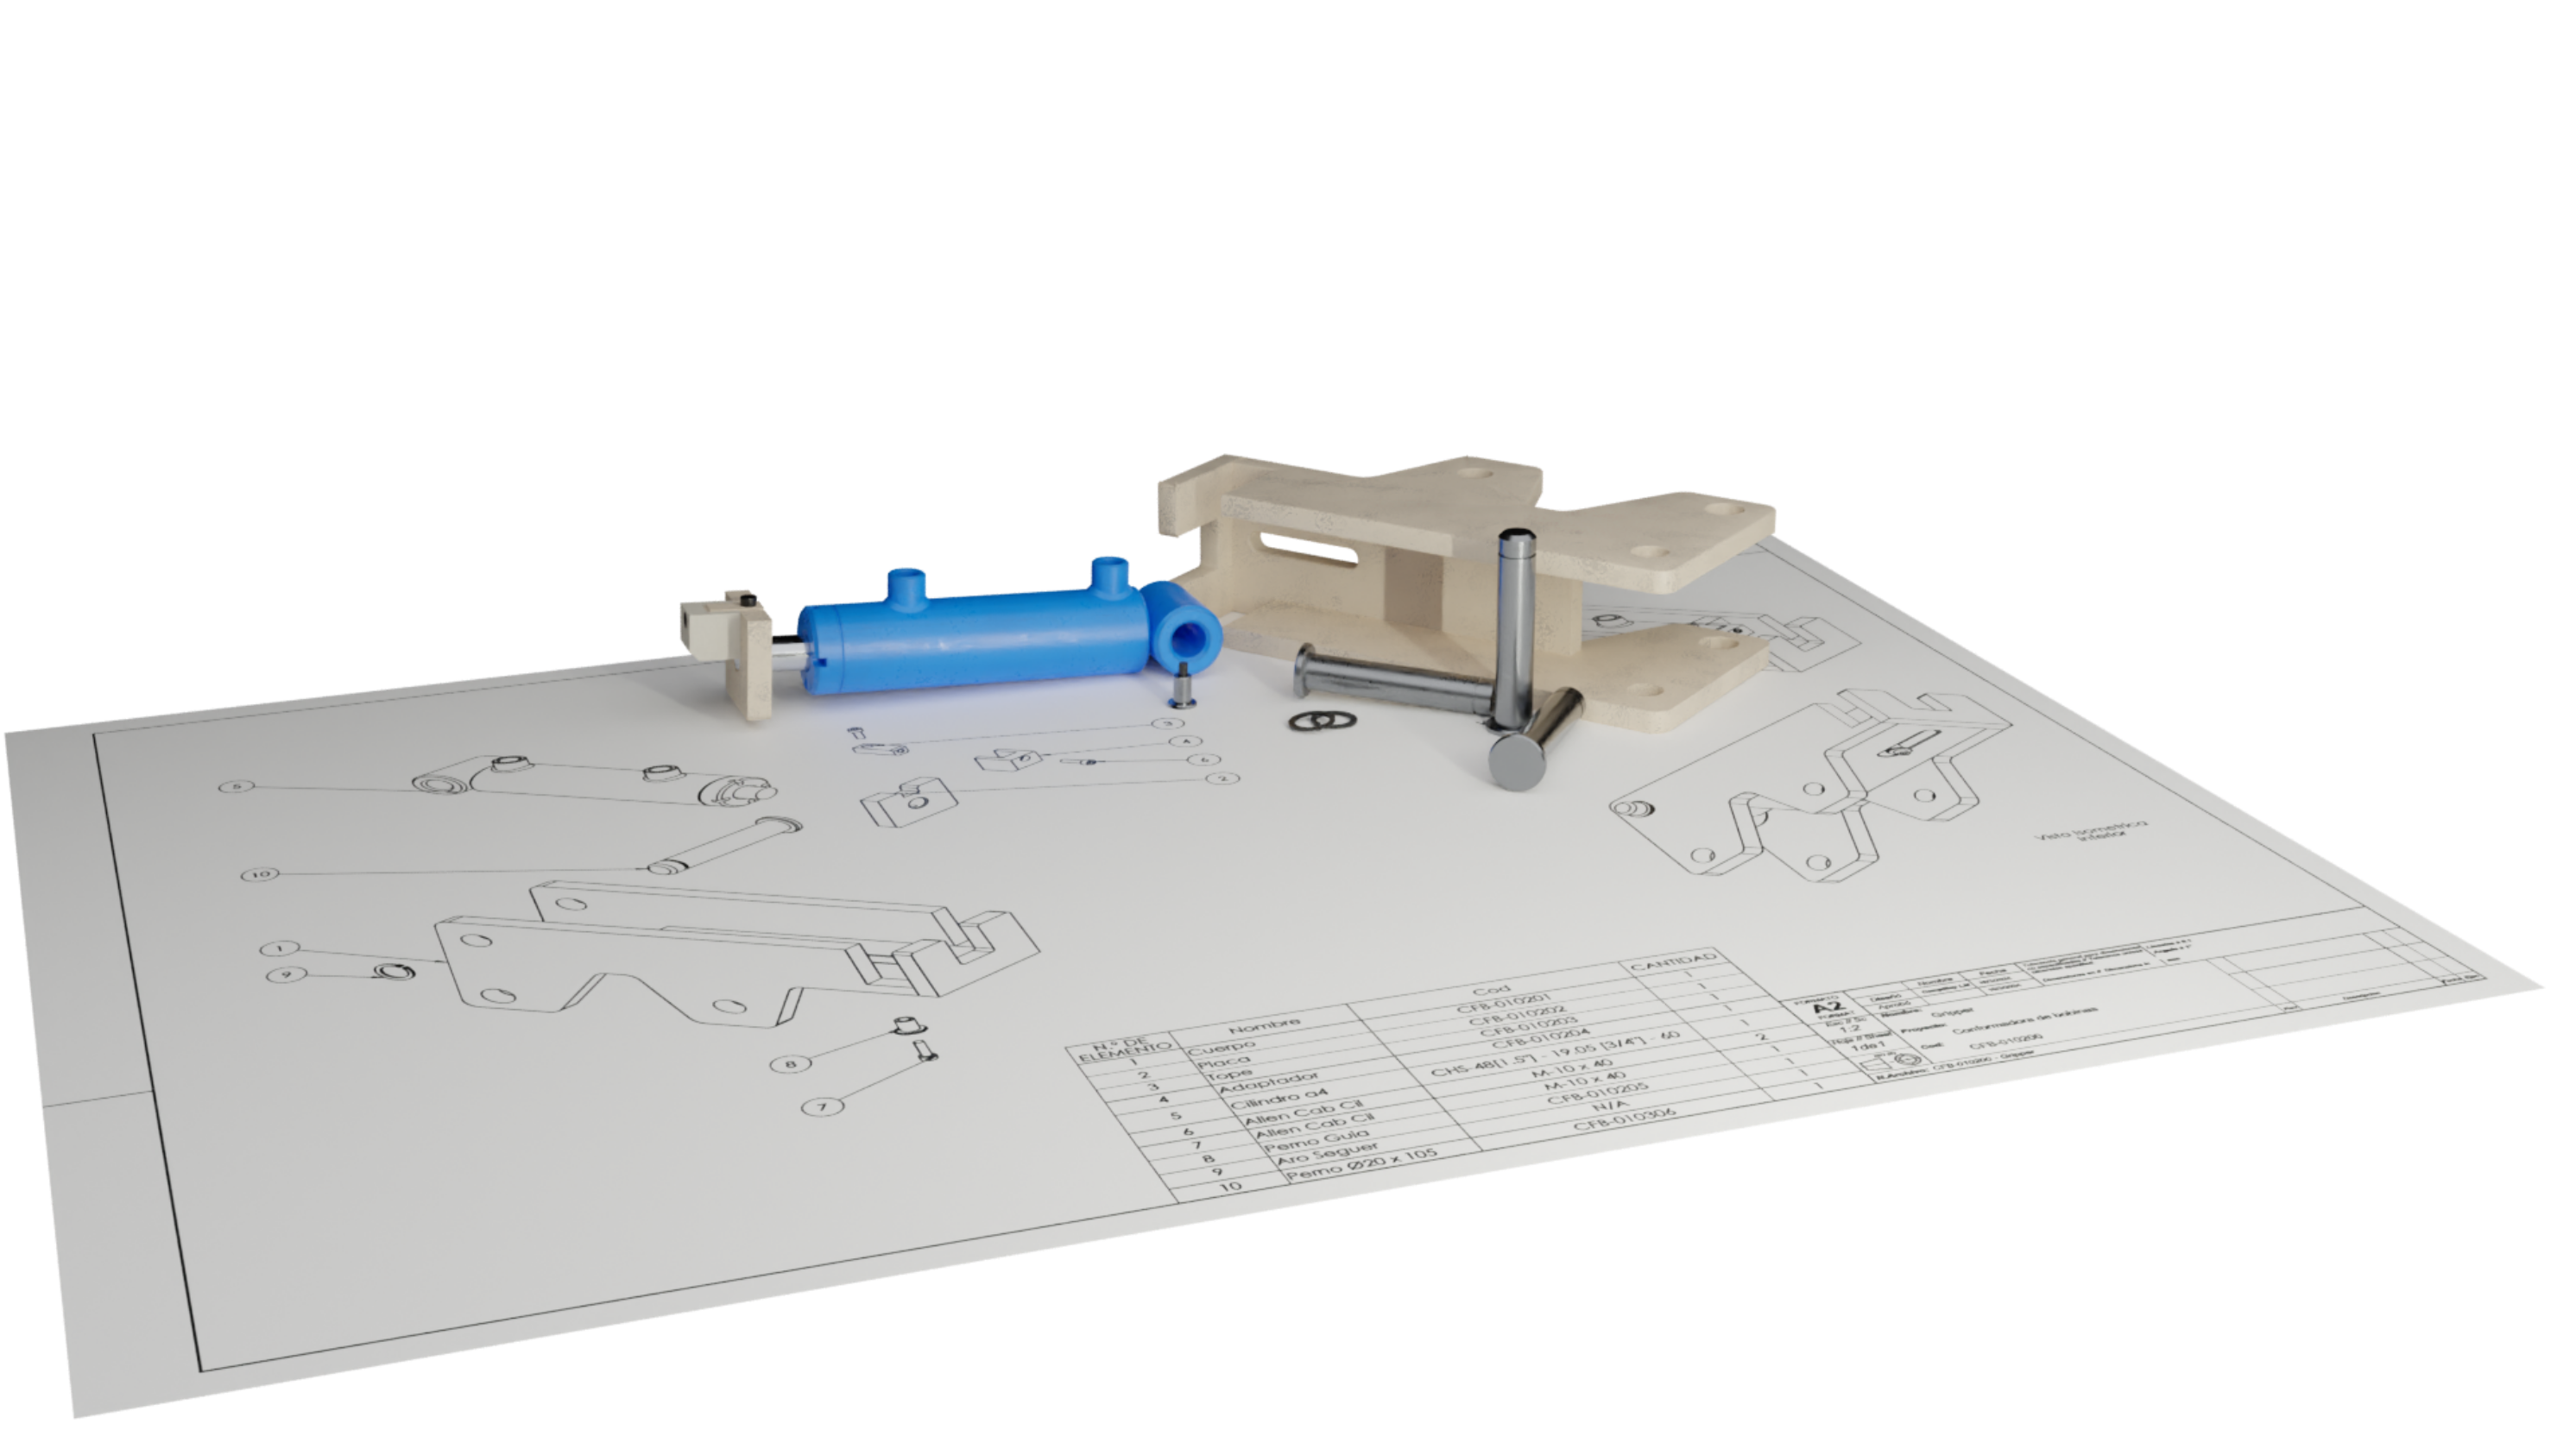 5
10
1
9
3
4
6
2
8
7
Vista Isometrica
Inferior
N.º DE ELEMENTO Nombre Cod CANTIDAD
1 Cuerpo CFB-010201 1
2 Placa CFB-010202 1
3 Tope CFB-010203 1
4 Adaptador CFB-010204 1
5 Cilindro a4 CHS-48[1.5"] - 19.05 [3/4"] - 60 1
6 Allen Cab Cil M-10 x 40 2
7 Allen Cab Cil M-10 x 40 1
8 Perno Guia CFB-010205 1
9 Aro Seguer N/A 1
10 Perno Ø20 x 105 CFB-010306 1
FORMATO
A2
1:2
1 de 1
Nombre: Gripper
Proyecto: Conformadora de bobinas
Cod: CFB-010200
CFB-010200 - Gripper